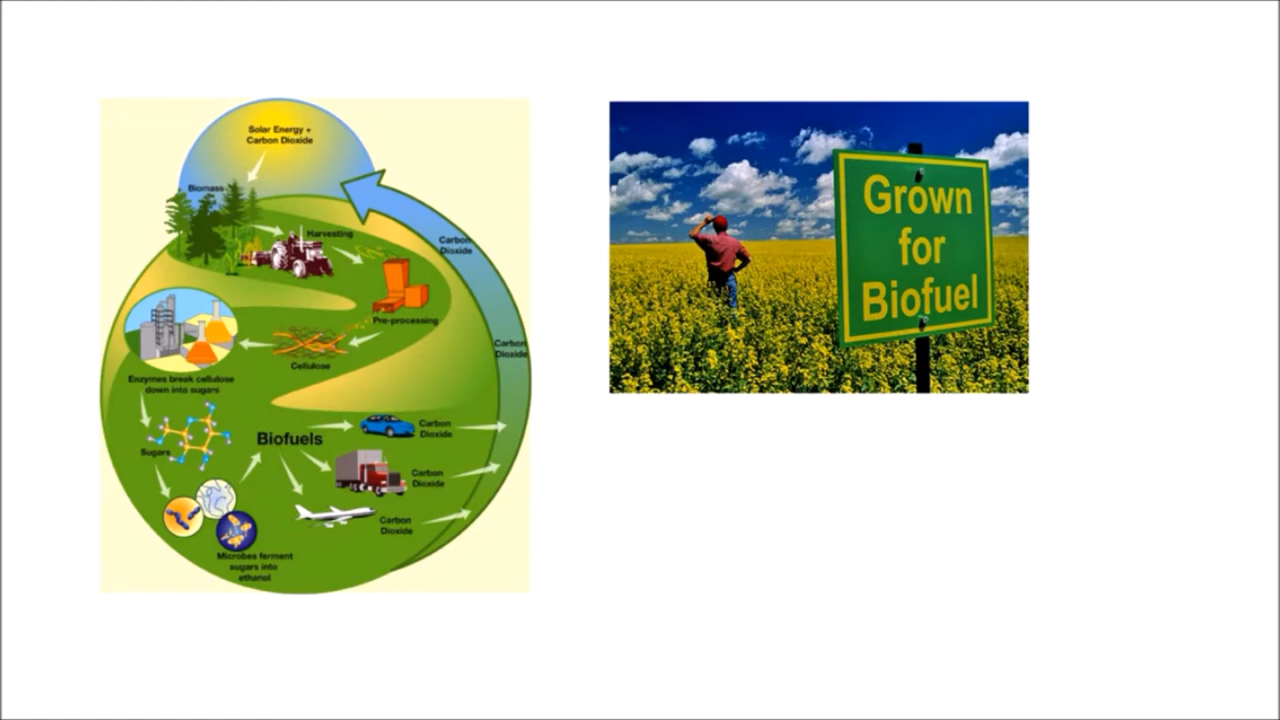 Solar Energy +
Carbon Dioxide
Biomass
Harvesting
Carbon
Dioxide
Pre-processing
Carbon
Dioxide
Cellulose
Enzymes break cellulose
down into sugars
Sugars
Biofuels
Carbon
Dioxide
Carbon
Dioxide
Carbon
Dioxide
Microbes ferment
sugars into
ethanol
Grown
for
Biofuel